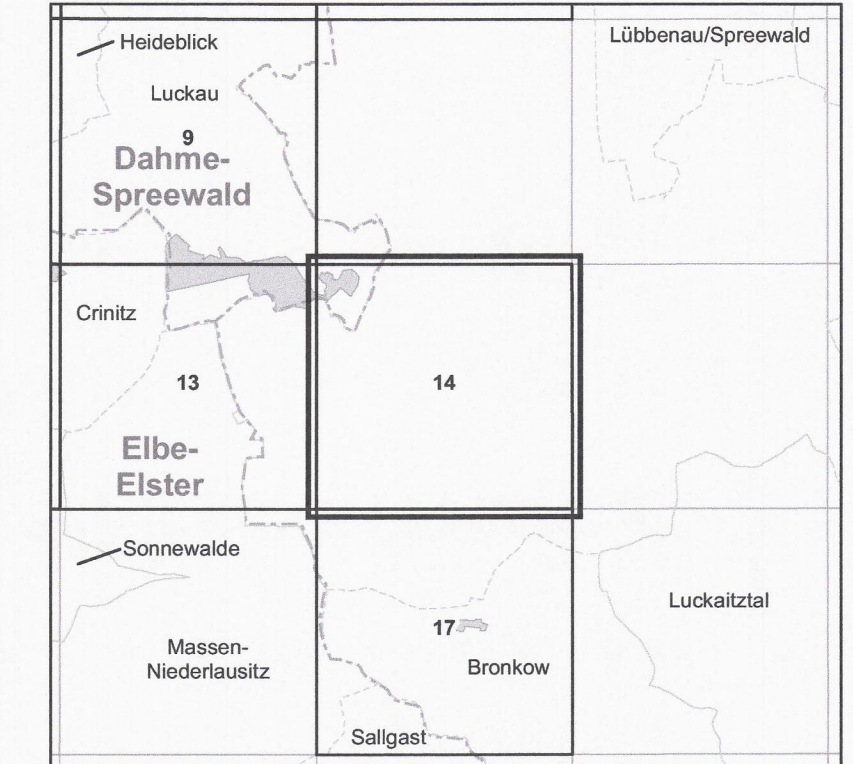 Heideblick
Lübbenau/Spreewald
Luckau
9
Dahme-
Spreewald
Crinitz
13
14
Elbe-
Elster
Sonnewalde
Luckaitztal
17
Massen-
Niederlausitz
Bronkow
Sallgast